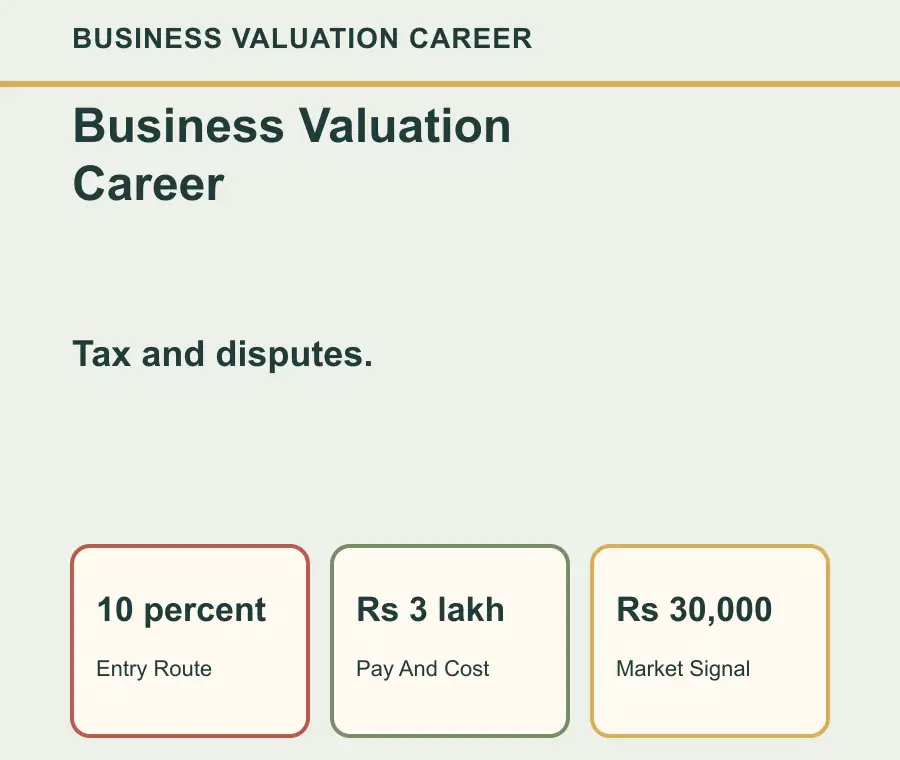 BUSINESS VALUATION CAREER
Business Valuation
Career
Tax and disputes.
10 percent
Entry Route
Rs 3 lakh
Pay And Cost
Rs 30,000
Market Signal